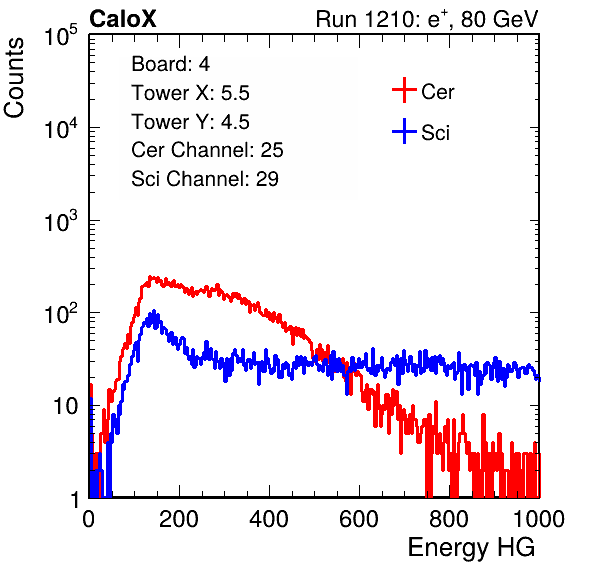 CaloX Run 1210: e⁺, 80 GeV
Board: 4
Tower X: 5.5
Tower Y: 4.5
Cer Channel: 25
Sci Channel: 29
Cer
Sci
Counts
10⁵
10⁴
10³
10²
10
1
0 200 400 600 800 1000
Energy HG